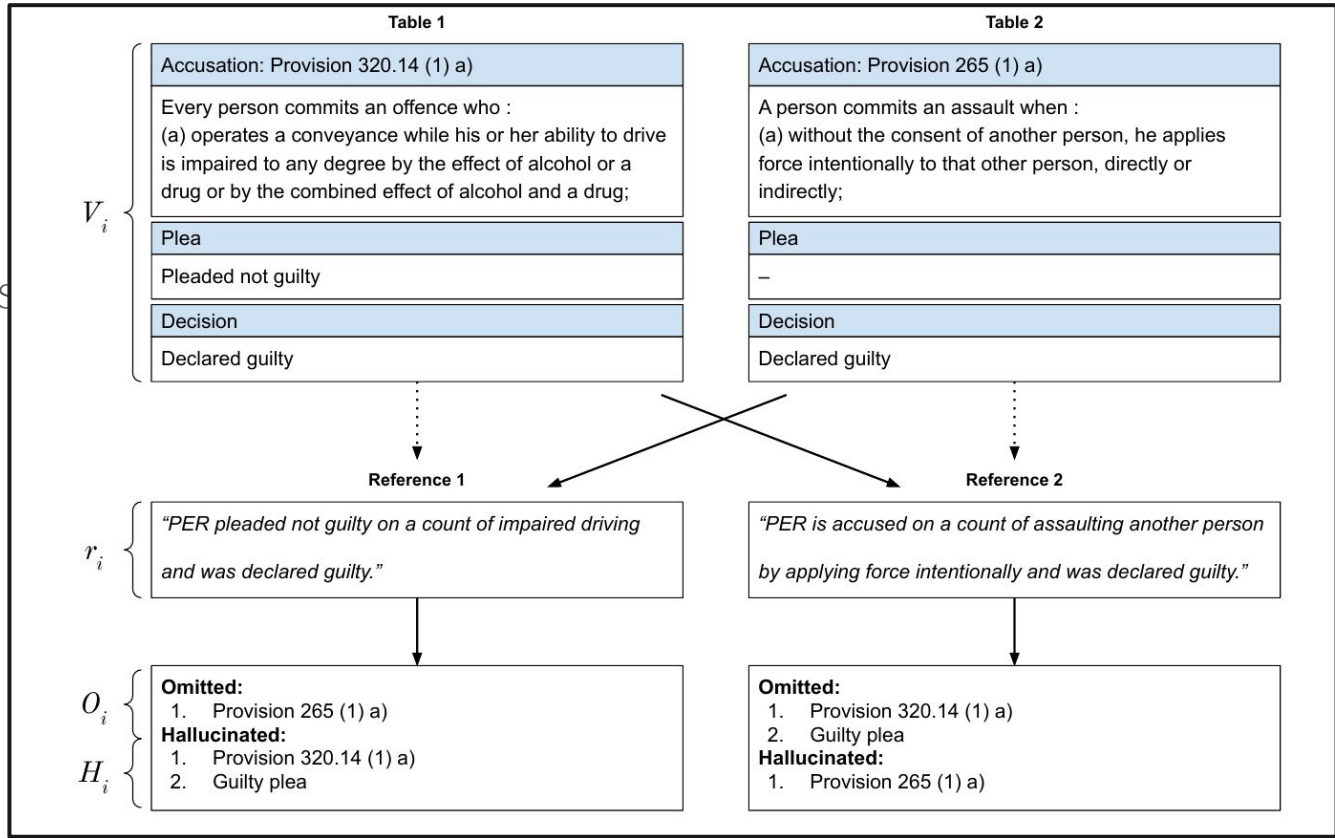 Table 1
Accusation: Provision 320.14 (1) a)
Every person commits an offence who :
(a) operates a conveyance while his or her ability to drive
is impaired to any degree by the effect of alcohol or a
drug or by the combined effect of alcohol and a drug;
Plea
Pleaded not guilty
Decision
Declared guilty
Table 2
Accusation: Provision 265 (1) a)
A person commits an assault when :
(a) without the consent of another person, he applies
force intentionally to that other person, directly or
indirectly;
Plea
–
Decision
Declared guilty
V_i
S
Reference 1
“PER pleaded not guilty on a count of impaired driving
and was declared guilty.”
Reference 2
“PER is accused on a count of assaulting another person
by applying force intentionally and was declared guilty.”
r_i
O_i
H_i
Omitted:
1. Provision 265 (1) a)
Hallucinated:
1. Provision 320.14 (1) a)
2. Guilty plea
Omitted:
1. Provision 320.14 (1) a)
2. Guilty plea
Hallucinated:
1. Provision 265 (1) a)